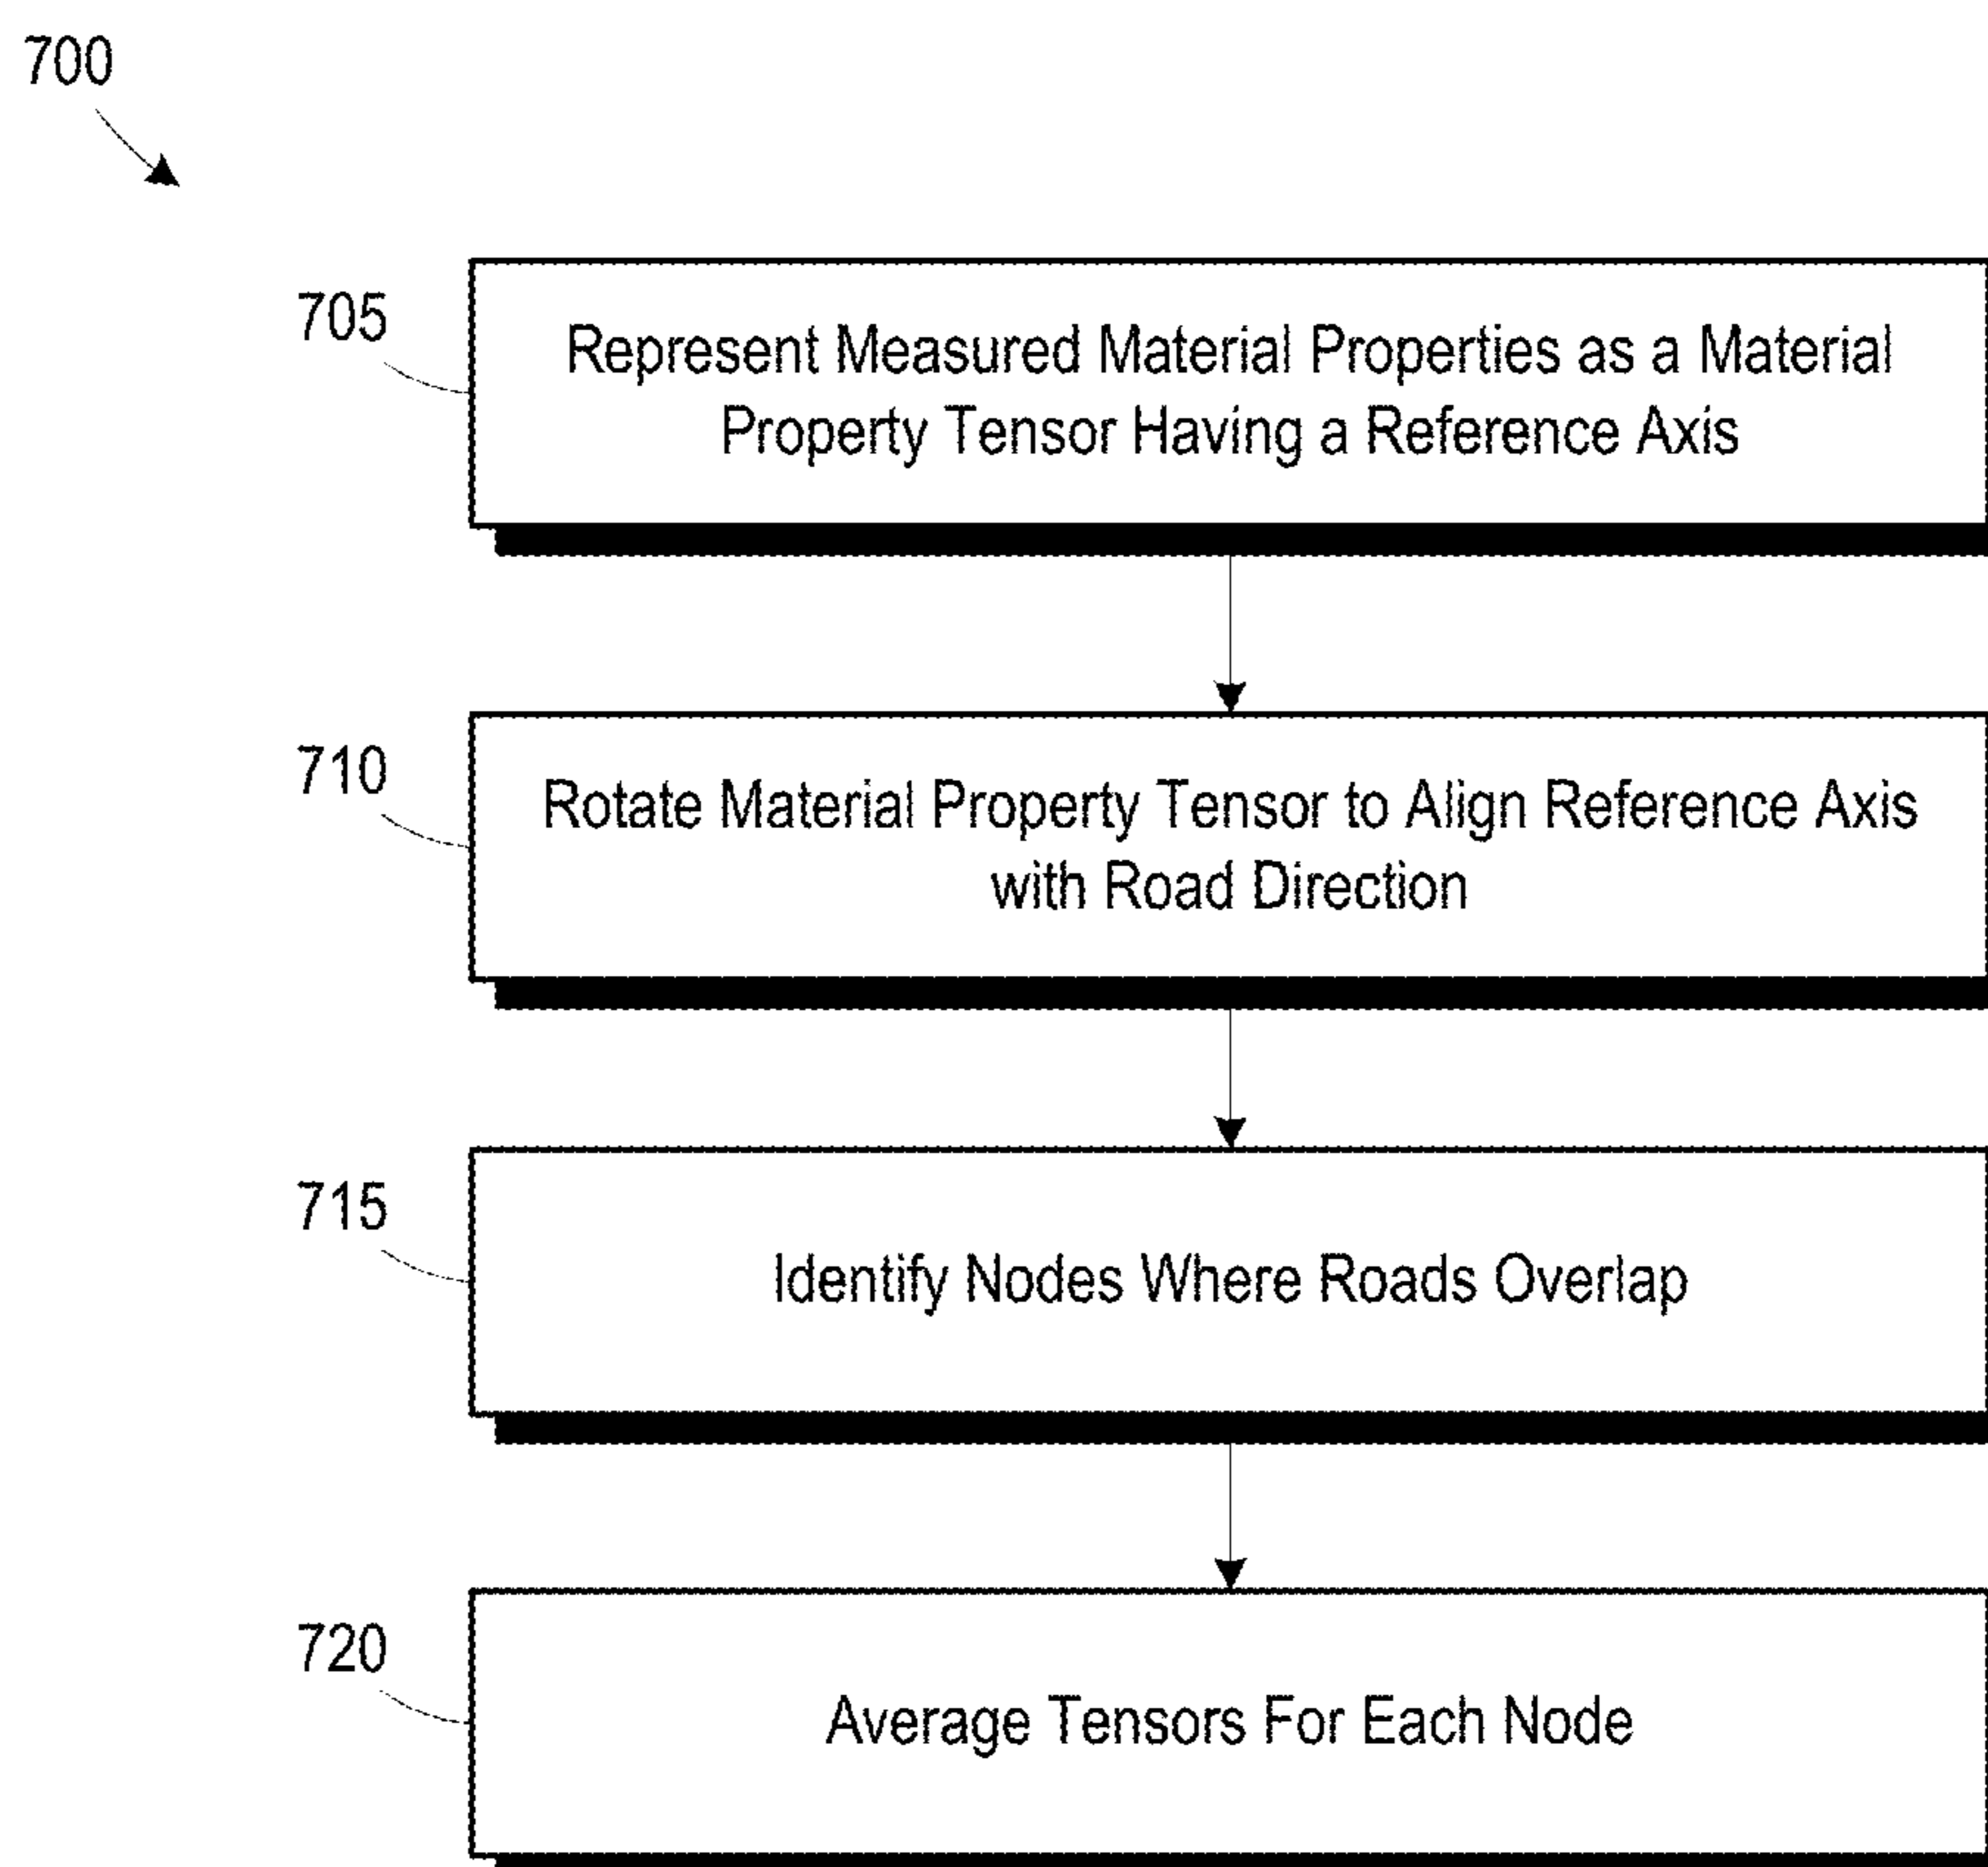 700
705
Represent Measured Material Properties as a Material
Property Tensor Having a Reference Axis
710
Rotate Material Property Tensor to Align Reference Axis
with Road Direction
715
Identify Nodes Where Roads Overlap
720
Average Tensors For Each Node